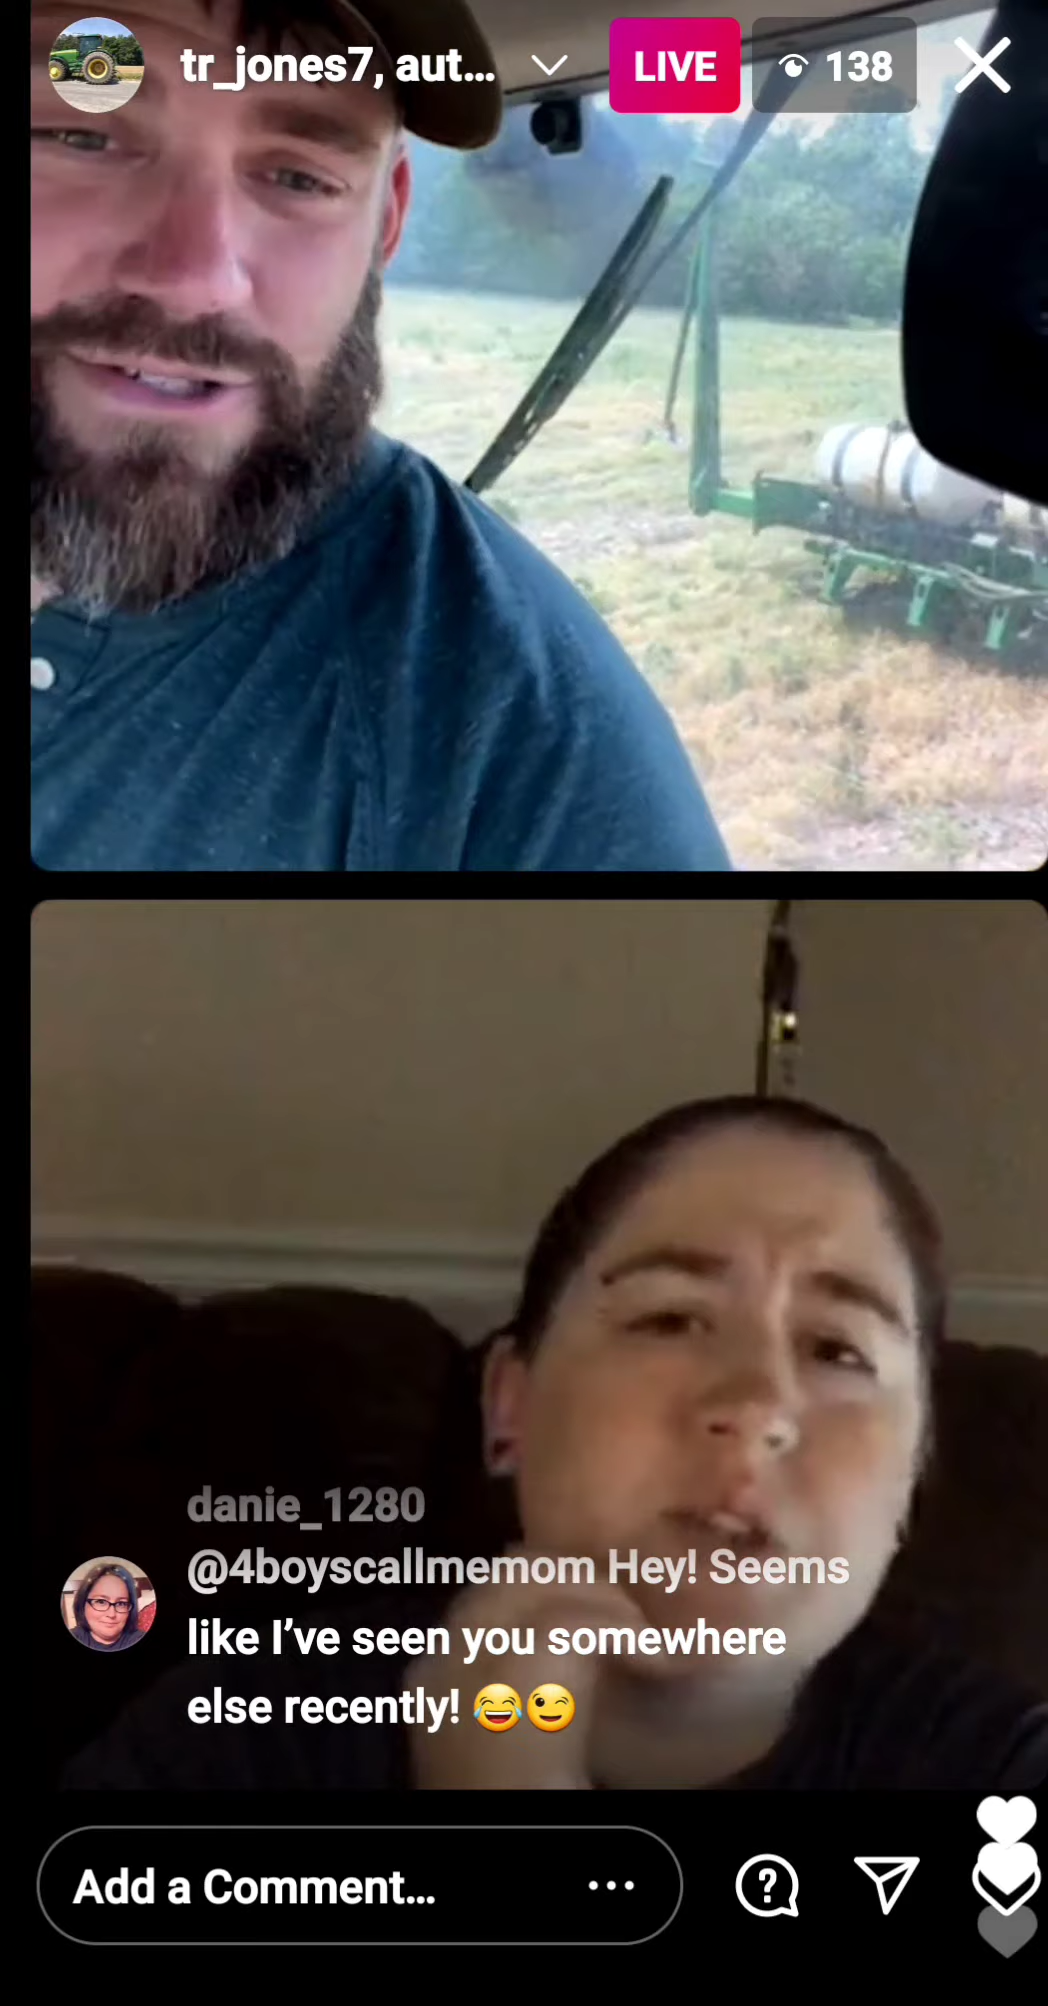 tr_jones7, aut... LIVE 138
danie_1280
@4boyscallmemom Hey! Seems
like I’ve seen you somewhere
else recently! 😂😉
Add a Comment...